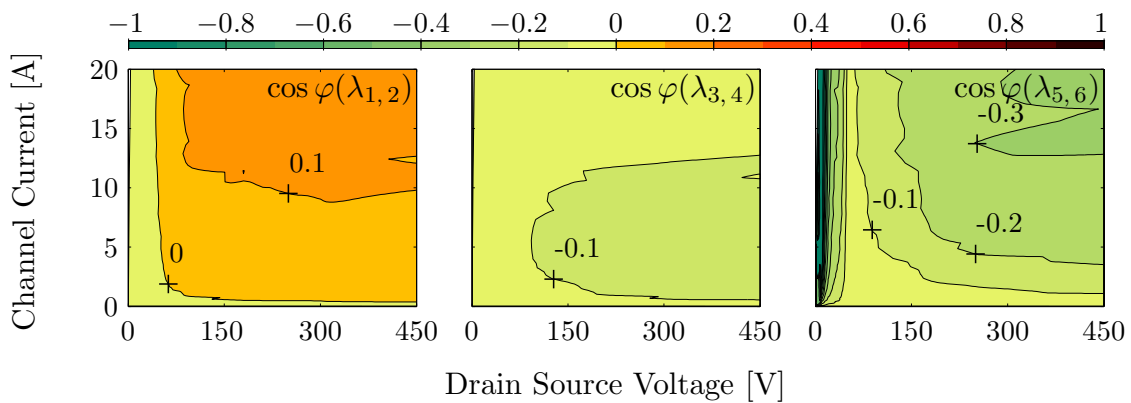 −1 −0.8 −0.6 −0.4 −0.2 0 0.2 0.4 0.6 0.8 1
Channel Current [A]
20
15
10
5
0
cos φ(λ1, 2)
0.1
0
0 150 300 450
cos φ(λ3, 4)
-0.1
0 150 300 450
cos φ(λ5, 6)
-0.3
-0.1
-0.2
0 150 300 450
Drain Source Voltage [V]